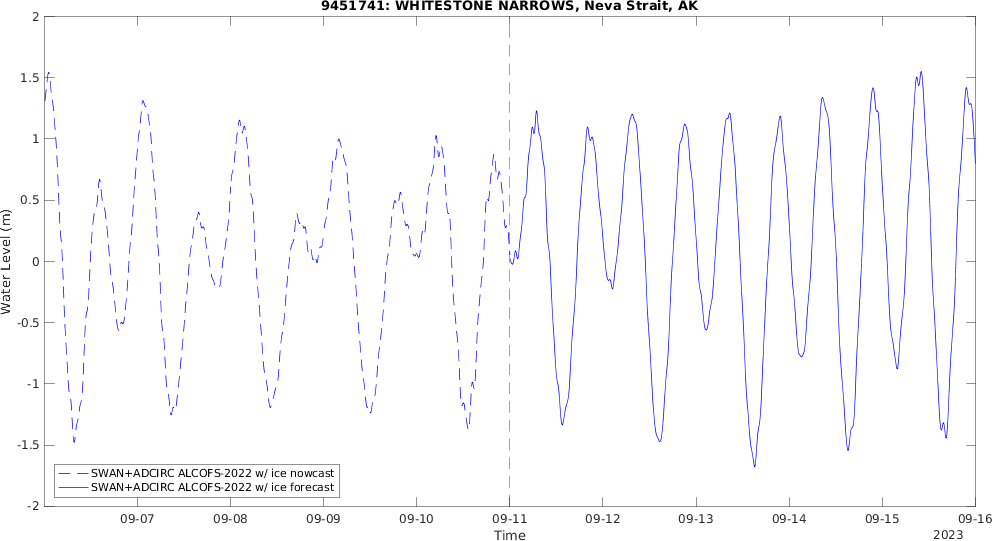 9451741: WHITESTONE NARROWS, Neva Strait, AK
Water Level (m)
2
1.5
1
0.5
0
-0.5
-1
-1.5
-2
SWAN+ADCIRC ALCOFS-2022 w/ ice nowcast
SWAN+ADCIRC ALCOFS-2022 w/ ice forecast
09-07 09-08 09-09 09-10 09-11 09-12 09-13 09-14 09-15 09-16
Time
2023